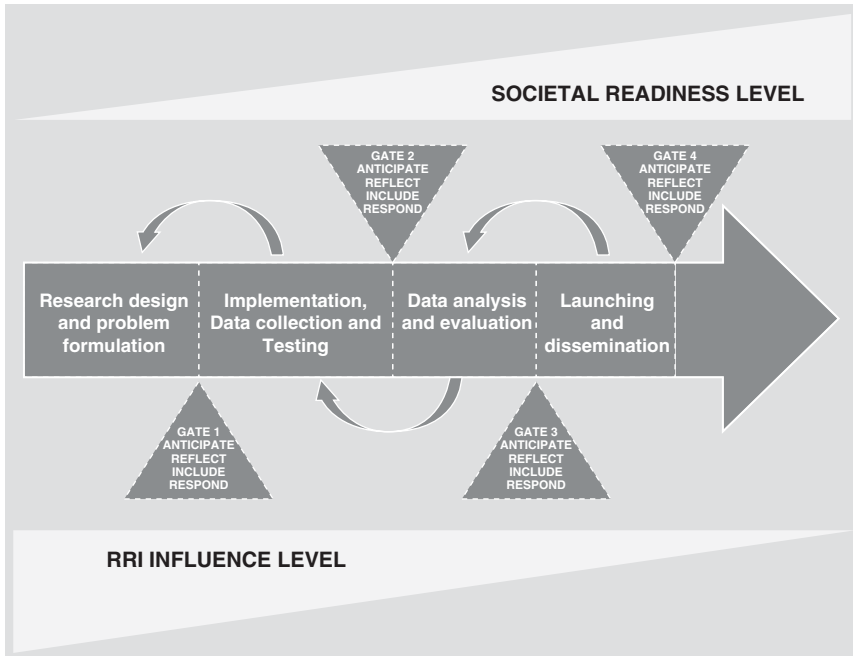 SOCIETAL READINESS LEVEL
GATE 2
ANTICIPATE
REFLECT
INCLUDE
RESPOND
GATE 4
ANTICIPATE
REFLECT
INCLUDE
RESPOND
Research design
and problem
formulation
Implementation,
Data collection and
Testing
Data analysis
and evaluation
Launching
and
dissemination
GATE 1
ANTICIPATE
REFLECT
INCLUDE
RESPOND
GATE 3
ANTICIPATE
REFLECT
INCLUDE
RESPOND
RRI INFLUENCE LEVEL